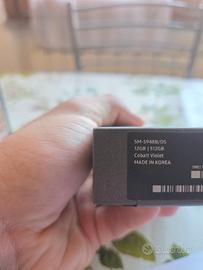 SM-S948B/DS
12GB | 512GB
Cobalt Violet
MADE IN KOREA